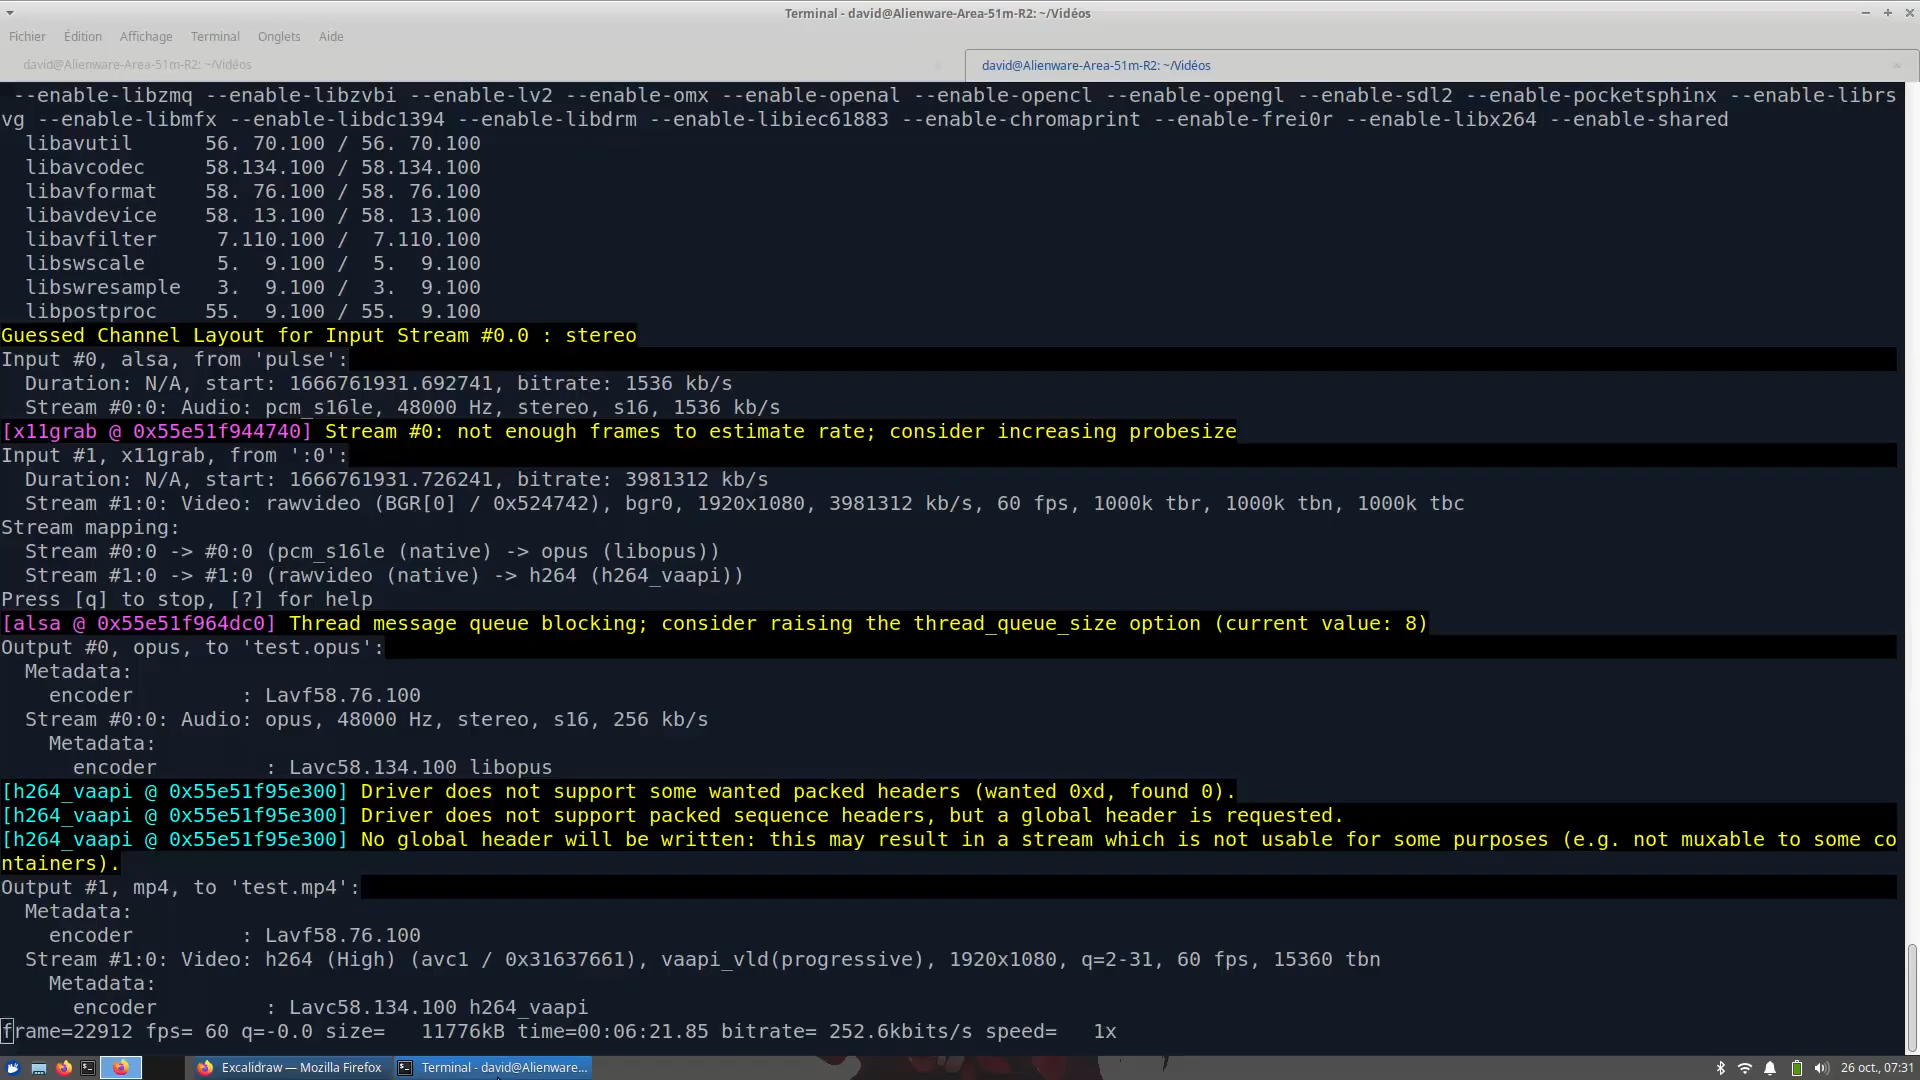 Terminal - david@Alienware-Area-51m-R2: ~/Vidéos
Fichier Édition Affichage Terminal Onglets Aide
david@Alienware-Area-51m-R2: ~/Vidéos david@Alienware-Area-51m-R2: ~/Vidéos
--enable-libzmq --enable-libzvbi --enable-lv2 --enable-omx --enable-openal --enable-opencl --enable-opengl --enable-sdl2 --enable-pocketsphinx --enable-librs
vg --enable-libmfx --enable-libdc1394 --enable-libdrm --enable-libiec61883 --enable-chromaprint --enable-frei0r --enable-libx264 --enable-shared
libavutil      56. 70.100 / 56. 70.100
libavcodec     58.134.100 / 58.134.100
libavformat    58. 76.100 / 58. 76.100
libavdevice    58. 13.100 / 58. 13.100
libavfilter     7.110.100 /  7.110.100
libswscale      5.  9.100 /  5.  9.100
libswresample   3.  9.100 /  3.  9.100
libpostproc    55.  9.100 / 55.  9.100
Guessed Channel Layout for Input Stream #0.0 : stereo
Input #0, alsa, from 'pulse':
Duration: N/A, start: 1666761931.692741, bitrate: 1536 kb/s
Stream #0:0: Audio: pcm_s16le, 48000 Hz, stereo, s16, 1536 kb/s
[x11grab @ 0x55e51f944740] Stream #0: not enough frames to estimate rate; consider increasing probesize
Input #1, x11grab, from ':0':
Duration: N/A, start: 1666761931.726241, bitrate: 3981312 kb/s
Stream #1:0: Video: rawvideo (BGR[0] / 0x524742), bgr0, 1920x1080, 3981312 kb/s, 60 fps, 1000k tbr, 1000k tbn, 1000k tbc
Stream mapping:
Stream #0:0 -> #0:0 (pcm_s16le (native) -> opus (libopus))
Stream #1:0 -> #1:0 (rawvideo (native) -> h264 (h264_vaapi))
Press [q] to stop, [?] for help
[alsa @ 0x55e51f964dc0] Thread message queue blocking; consider raising the thread_queue_size option (current value: 8)
Output #0, opus, to 'test.opus':
Metadata:
encoder         : Lavf58.76.100
Stream #0:0: Audio: opus, 48000 Hz, stereo, s16, 256 kb/s
Metadata:
encoder         : Lavc58.134.100 libopus
[h264_vaapi @ 0x55e51f95e300] Driver does not support some wanted packed headers (wanted 0xd, found 0).
[h264_vaapi @ 0x55e51f95e300] Driver does not support packed sequence headers, but a global header is requested.
[h264_vaapi @ 0x55e51f95e300] No global header will be written: this may result in a stream which is not usable for some purposes (e.g. not muxable to some co
ntainers).
Output #1, mp4, to 'test.mp4':
Metadata:
encoder         : Lavf58.76.100
Stream #1:0: Video: h264 (High) (avc1 / 0x31637661), vaapi_vld(progressive), 1920x1080, q=2-31, 60 fps, 15360 tbn
Metadata:
encoder         : Lavc58.134.100 h264_vaapi
frame=22912 fps= 60 q=-0.0 size=   11776kB time=00:06:21.85 bitrate= 252.6kbits/s speed=   1x
Excalidraw — Mozilla Firefox Terminal - david@Alienware... 26 oct., 07:31